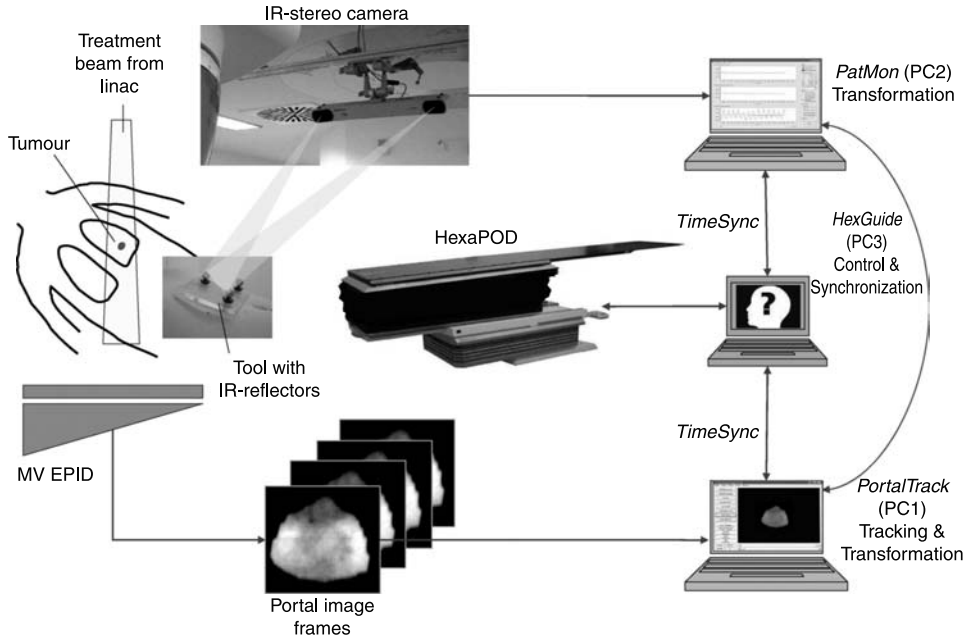 IR-stereo camera
Treatment
beam from
linac
Tumour
PatMon (PC2)
Transformation
TimeSync
HexGuide
(PC3)
Control &
Synchronization
HexaPOD
?
Tool with
IR-reflectors
TimeSync
MV EPID
PortalTrack
(PC1)
Tracking &
Transformation
Portal image
frames